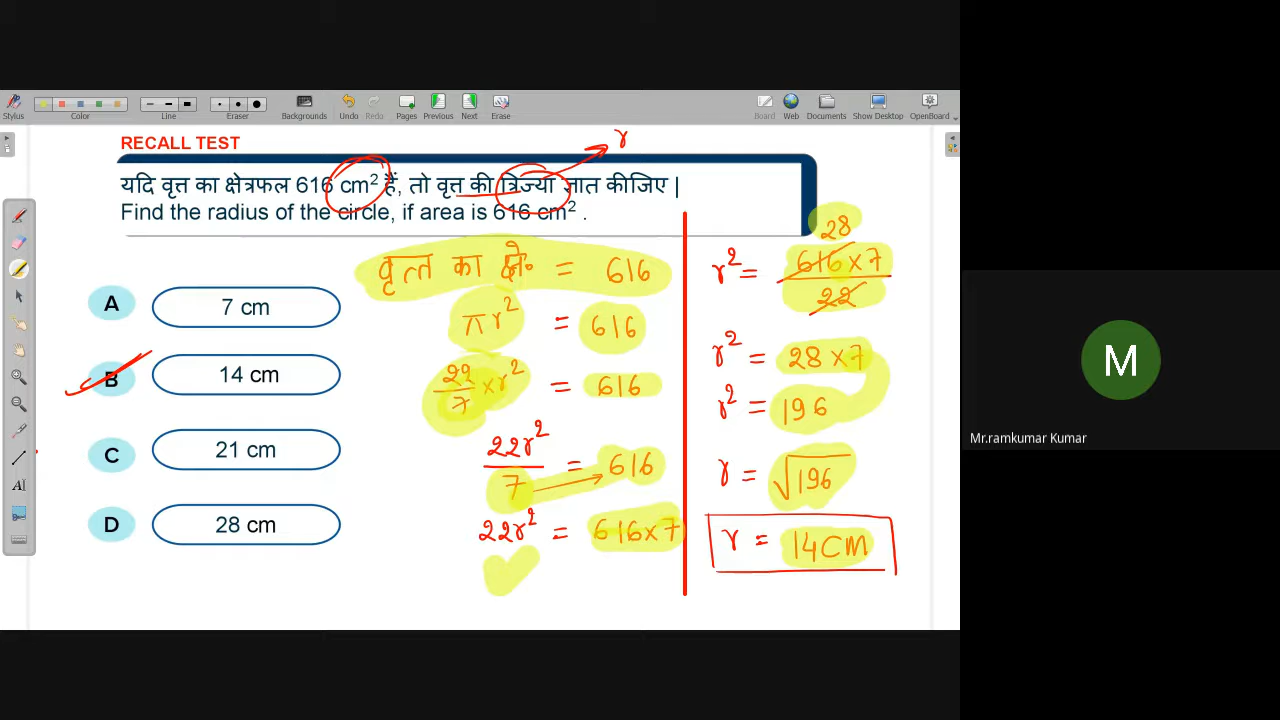 Stylus Color Line Eraser Backgrounds Undo Redo Pages Previous Next Erase Board Web Documents Show Desktop OpenBoard
RECALL TEST
r
यदि वृत्त का क्षेत्रफल 616 cm² हैं, तो वृत्त की त्रिज्या ज्ञात कीजिए |
Find the radius of the circle, if area is 616 cm² .
A 7 cm
B 14 cm
C 21 cm
D 28 cm
वृत्त का क्षे० = 616
πr² = 616
22/7 × r² = 616
22r²/7 = 616
22r² = 616×7
28
r² = 616×7/22
r² = 28×7
r² = 196
r = √196
r = 14CM
M
Mr.ramkumar Kumar